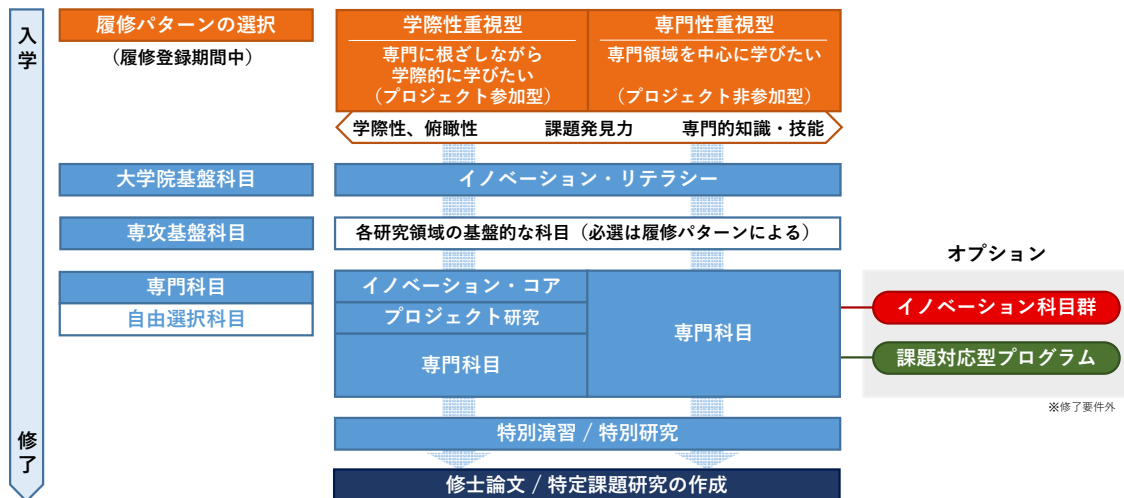 入学
履修パターンの選択
(履修登録期間中)
学際性重視型
専門に根ざしながら
学際的に学びたい
(プロジェクト参加型)
専門性重視型
専門領域を中心に学びたい
(プロジェクト非参加型)
学際性、俯瞰性
課題発見力
専門的知識・技能
大学院基盤科目
イノベーション・リテラシー
専攻基盤科目
各研究領域の基盤的な科目(必選は履修パターンによる)
専門科目
自由選択科目
イノベーション・コア
プロジェクト研究
専門科目
専門科目
オプション
イノベーション科目群
課題対応型プログラム
※修了要件外
特別演習 / 特別研究
修士論文 / 特定課題研究の作成
修了